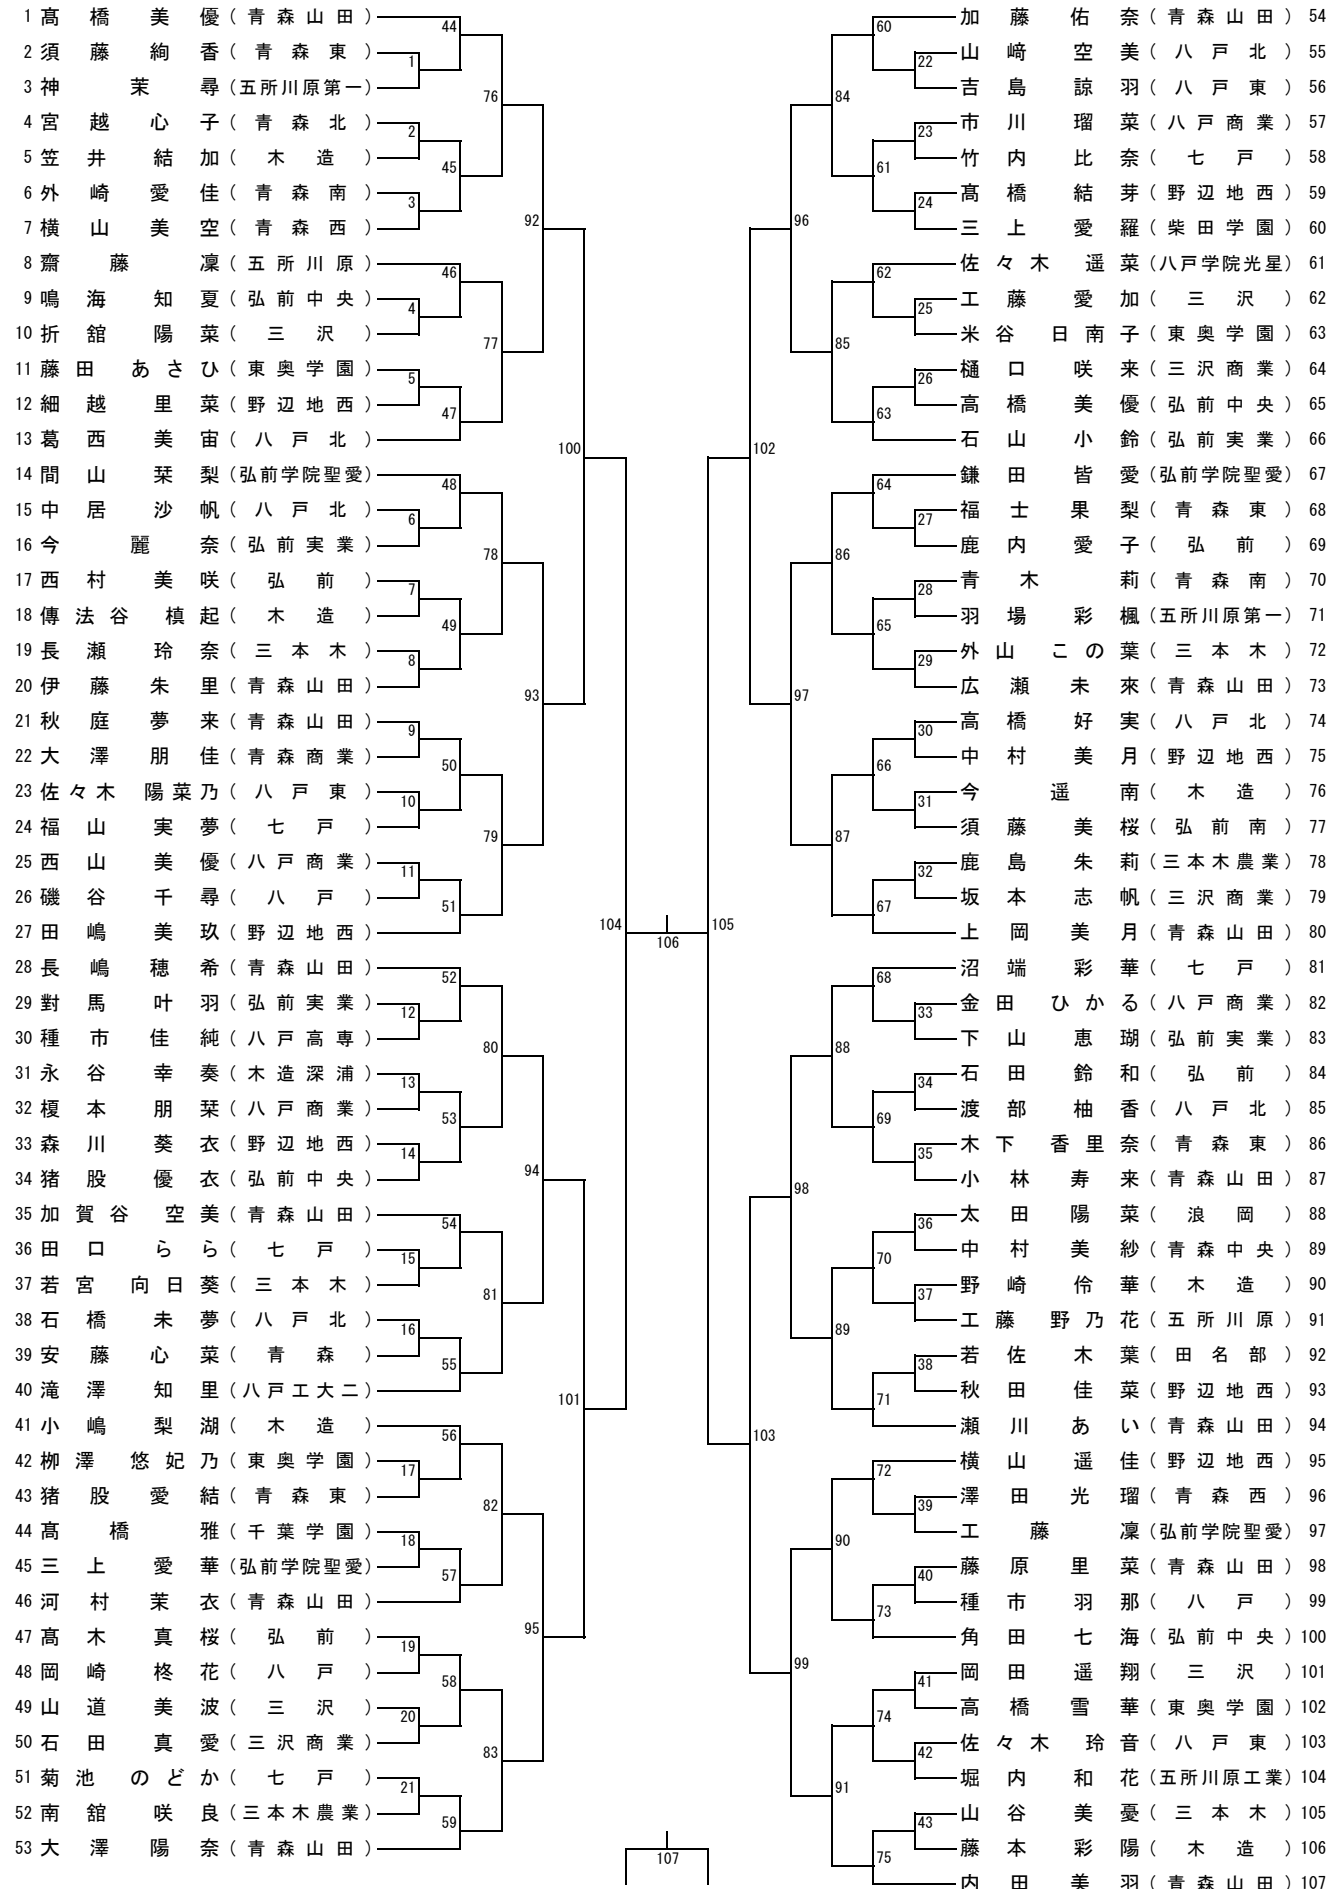 1 髙橋 美優 (青森山田)
2 須藤 絢香 (青森東)
3 神 茉尋 (五所川原第一)
4 宮越 心子 (青森北)
5 笠井 結加 (木造)
6 外崎 愛佳 (青森南)
7 横山 美空 (青森西)
8 齋藤 凜 (五所川原)
9 鳴海 知夏 (弘前中央)
10 折舘 陽菜 (三沢)
11 藤田 あさひ (東奥学園)
12 細越 里菜 (野辺地西)
13 葛西 美宙 (八戸北)
14 間山 栞梨 (弘前学院聖愛)
15 中居 沙帆 (八戸北)
16 今 麗奈 (弘前実業)
17 西村 美咲 (弘前)
18 傳法谷 槙起 (木造)
19 長瀬 玲奈 (三本木)
20 伊藤 朱里 (青森山田)
21 秋庭 夢来 (青森山田)
22 大澤 朋佳 (青森商業)
23 佐々木 陽菜乃 (八戸東)
24 福山 実夢 (七戸)
25 西山 美優 (八戸商業)
26 磯谷 千尋 (八戸)
27 田嶋 美玖 (野辺地西)
28 長嶋 穂希 (青森山田)
29 對馬 叶羽 (弘前実業)
30 種市 佳純 (八戸高専)
31 永谷 幸奏 (木造深浦)
32 榎本 朋栞 (八戸商業)
33 森川 葵衣 (野辺地西)
34 猪股 優衣 (弘前中央)
35 加賀谷 空美 (青森山田)
36 田口 らら (七戸)
37 若宮 向日葵 (三本木)
38 石橋 未夢 (八戸北)
39 安藤 心菜 (青森)
40 滝澤 知里 (八戸工大二)
41 小嶋 梨湖 (木造)
42 栁澤 悠妃乃 (東奥学園)
43 猪股 愛結 (青森東)
44 髙橋 雅 (千葉学園)
45 三上 愛華 (弘前学院聖愛)
46 河村 茉衣 (青森山田)
47 髙木 真桜 (弘前)
48 岡崎 柊花 (八戸)
49 山道 美波 (三沢)
50 石田 真愛 (三沢商業)
51 菊池 のどか (七戸)
52 南舘 咲良 (三本木農業)
53 大澤 陽奈 (青森山田)
44
1
76
2
45
3
92
46
4
77
5
47
100
48
6
78
7
49
8
93
9
50
10
79
11
51
104
52
12
80
13
53
14
94
54
15
81
16
55
101
56
17
82
18
57
95
19
58
20
83
21
59
106
107
60
22
84
23
61
24
96
62
25
85
26
63
102
64
27
86
28
65
29
97
30
66
31
87
32
67
105
68
33
88
34
69
35
98
36
70
37
89
38
71
103
72
39
90
40
73
99
41
74
42
91
43
75
加藤 佑奈 (青森山田) 54
山﨑 空美 (八戸北) 55
吉島 諒羽 (八戸東) 56
市川 瑠菜 (八戸商業) 57
竹内 比奈 (七戸) 58
髙橋 結芽 (野辺地西) 59
三上 愛羅 (柴田学園) 60
佐々木 遥菜 (八戸学院光星) 61
工藤 愛加 (三沢) 62
米谷 日南子 (東奥学園) 63
樋口 咲来 (三沢商業) 64
高橋 美優 (弘前中央) 65
石山 小鈴 (弘前実業) 66
鎌田 皆愛 (弘前学院聖愛) 67
福士 果梨 (青森東) 68
鹿内 愛子 (弘前) 69
青木 莉 (青森南) 70
羽場 彩楓 (五所川原第一) 71
外山 この葉 (三本木) 72
広瀬 未來 (青森山田) 73
高橋 好実 (八戸北) 74
中村 美月 (野辺地西) 75
今 遥南 (木造) 76
須藤 美桜 (弘前南) 77
鹿島 朱莉 (三本木農業) 78
坂本 志帆 (三沢商業) 79
上岡 美月 (青森山田) 80
沼端 彩華 (七戸) 81
金田 ひかる (八戸商業) 82
下山 恵瑚 (弘前実業) 83
石田 鈴和 (弘前) 84
渡部 柚香 (八戸北) 85
木下 香里奈 (青森東) 86
小林 寿来 (青森山田) 87
太田 陽菜 (浪岡) 88
中村 美紗 (青森中央) 89
野崎 伶華 (木造) 90
工藤 野乃花 (五所川原) 91
若佐 木葉 (田名部) 92
秋田 佳菜 (野辺地西) 93
瀬川 あい (青森山田) 94
横山 遥佳 (野辺地西) 95
澤田 光瑠 (青森西) 96
工藤 凜 (弘前学院聖愛) 97
藤原 里菜 (青森山田) 98
種市 羽那 (八戸) 99
角田 七海 (弘前中央) 100
岡田 遥翔 (三沢) 101
高橋 雪華 (東奥学園) 102
佐々木 玲音 (八戸東) 103
堀内 和花 (五所川原工業) 104
山谷 美憂 (三本木) 105
藤本 彩陽 (木造) 106
内田 美羽 (青森山田) 107